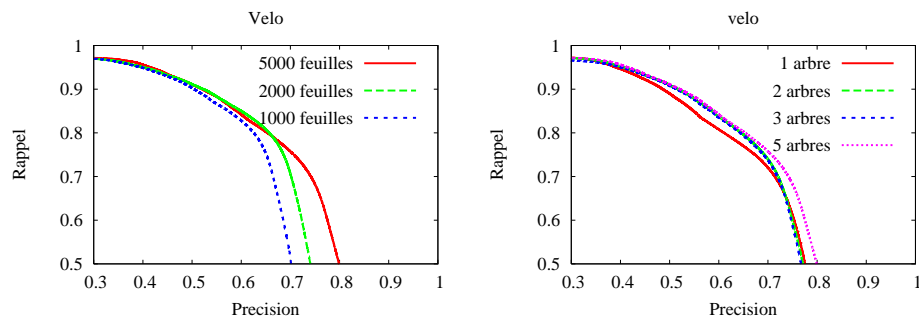 Velo
5000 feuilles
2000 feuilles
1000 feuilles
Rappel
1
0.9
0.8
0.7
0.6
0.5
0.3 0.4 0.5 0.6 0.7 0.8 0.9 1
Precision
velo
1 arbre
2 arbres
3 arbres
5 arbres
Rappel
1
0.9
0.8
0.7
0.6
0.5
0.3 0.4 0.5 0.6 0.7 0.8 0.9 1
Precision